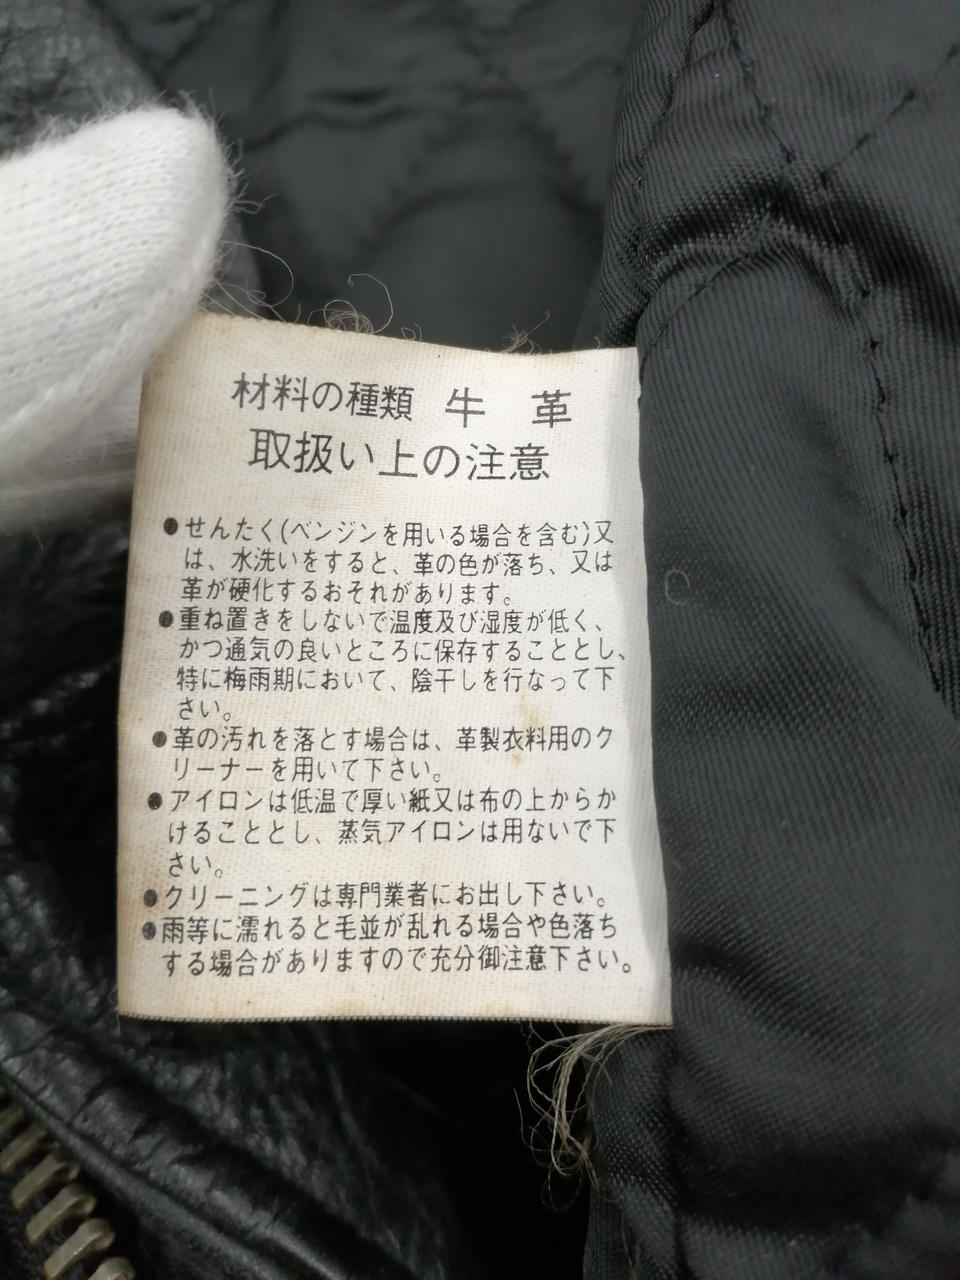 材料の種類 牛 革
取扱い上の注意
●せんたく(ベンジンを用いる場合を含む)又
は、水洗いをすると、革の色が落ち、又は
革が硬化するおそれがあります。
●重ね置きをしないで温度及び湿度が低く、
かつ通気の良いところに保存することとし、
特に梅雨期において、陰干しを行なって下
さい。
●革の汚れを落とす場合は、革製衣料用のク
リーナーを用いて下さい。
●アイロンは低温で厚い紙又は布の上からか
けることとし、蒸気アイロンは用ないで下
さい。
●クリーニングは専門業者にお出し下さい。
●雨等に濡れると毛並が乱れる場合や色落ち
する場合がありますので充分御注意下さい。